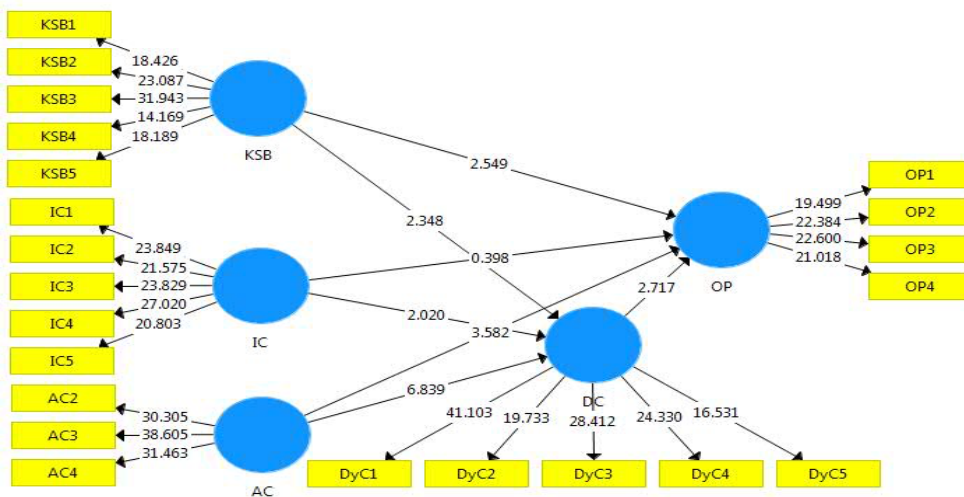 KSB1
18.426
KSB2
23.087
KSB3
31.943
KSB4
14.169
KSB5
18.189
KSB
2.549
2.348
OP1
19.499
OP2
22.384
OP3
22.600
OP4
21.018
OP
IC1
23.849
IC2
21.575
IC3
23.829
IC4
27.020
IC5
20.803
IC
0.398
2.020
2.717
3.582
6.839
AC2
30.305
AC3
38.605
AC4
31.463
AC
DC
41.103
19.733
28.412
24.330
16.531
DyC1
DyC2
DyC3
DyC4
DyC5